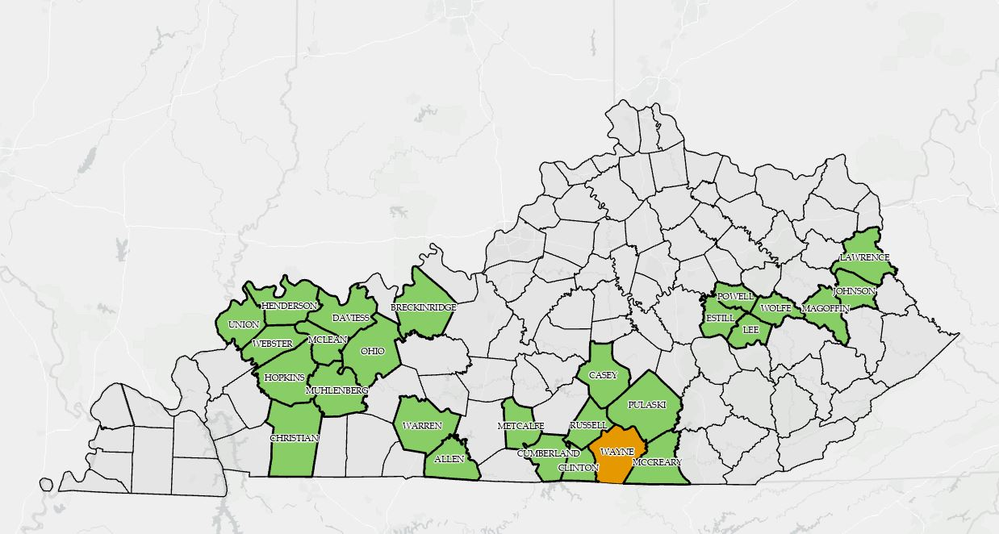 LAWRENCE
JOHNSON
POWELL
HENDERSON
BRECKINRIDGE
WOLFE
MAGOFFIN
DAVIESS
ESTILL
UNION
LEE
MCLEAN
WEBSTER
OHIO
CASEY
HOPKINS
MUHLENBERG
PULASKI
WARREN
METCALFE
RUSSELL
CHRISTIAN
WAYNE
CUMBERLAND
ALLEN
MCCREARY
CLINTON